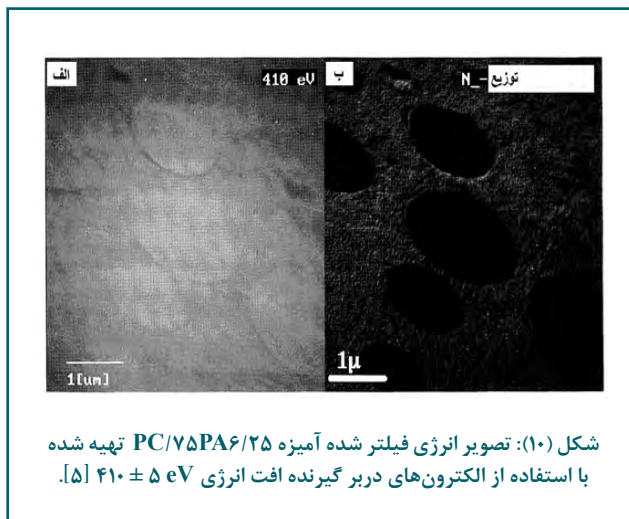 الف
410 eV
ب
N_- توزیع
1[um]
1μ
شکل (۱۰): تصویر انرژی فیلتر شده آمیزه PC/۷۵PA۶/۲۵ تهیه شده
با استفاده از الکترون‌های دربر گیرنده افت انرژی ۴۱۰ ± ۵ eV [۵].